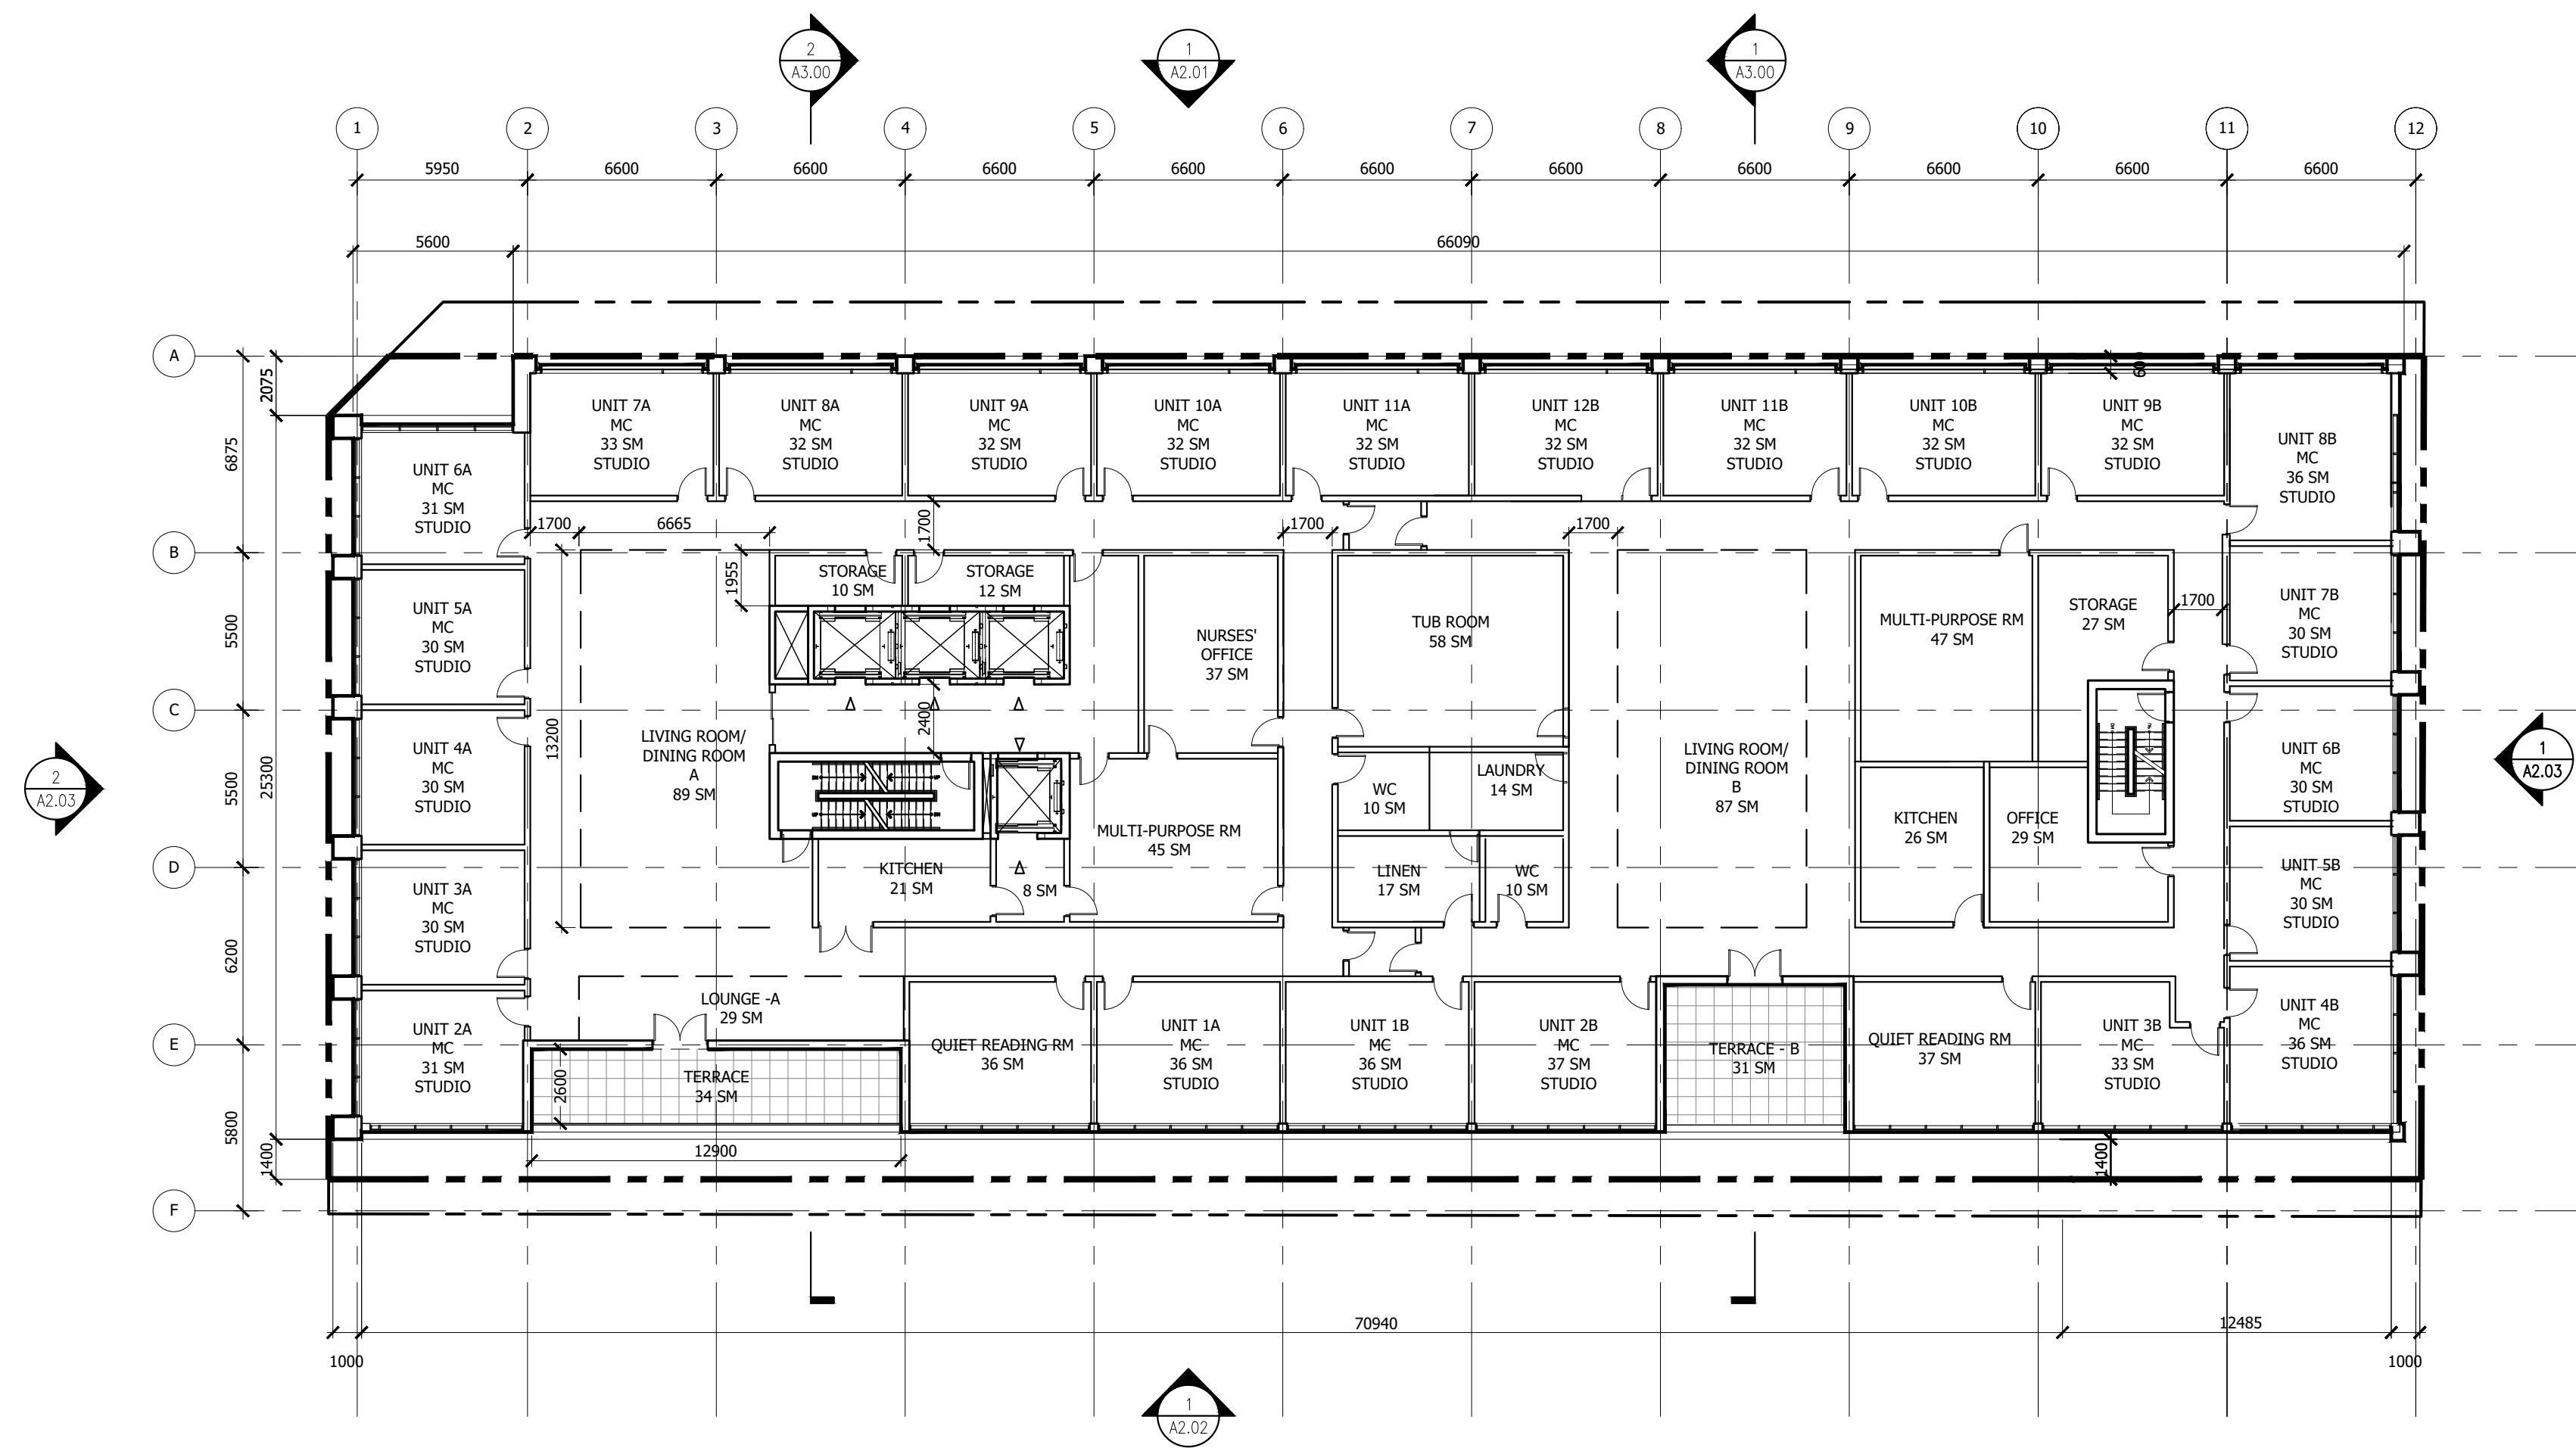 2
A3.00
1
A2.01
1
A3.00
1
2
3
4
5
6
7
8
9
10
11
12
5950
6600
6600
6600
6600
6600
6600
6600
6600
6600
6600
5600
66090
A
B
C
D
E
F
2075
6875
5500
5500
6200
5800
25300
1400
600
UNIT 7A
MC
33 SM
STUDIO
UNIT 8A
MC
32 SM
STUDIO
UNIT 9A
MC
32 SM
STUDIO
UNIT 10A
MC
32 SM
STUDIO
UNIT 11A
MC
32 SM
STUDIO
UNIT 12B
MC
32 SM
STUDIO
UNIT 11B
MC
32 SM
STUDIO
UNIT 10B
MC
32 SM
STUDIO
UNIT 9B
MC
32 SM
STUDIO
UNIT 8B
MC
36 SM
STUDIO
UNIT 6A
MC
31 SM
STUDIO
1700
6665
1700
1700
1700
1955
STORAGE
10 SM
STORAGE
12 SM
UNIT 5A
MC
30 SM
STUDIO
NURSES'
OFFICE
37 SM
TUB ROOM
58 SM
MULTI-PURPOSE RM
47 SM
STORAGE
27 SM
1700
UNIT 7B
MC
30 SM
STUDIO
13200
2400
UNIT 4A
MC
30 SM
STUDIO
LIVING ROOM/
DINING ROOM
A
89 SM
LIVING ROOM/
DINING ROOM
B
87 SM
UNIT 6B
MC
30 SM
STUDIO
2
A2.03
1
A2.03
WC
10 SM
LAUNDRY
14 SM
MULTI-PURPOSE RM
45 SM
KITCHEN
26 SM
OFFICE
29 SM
KITCHEN
21 SM
8 SM
LINEN
17 SM
WC
10 SM
UNIT 3A
MC
30 SM
STUDIO
UNIT 5B
MC
30 SM
STUDIO
LOUNGE -A
29 SM
UNIT 2A
MC
31 SM
STUDIO
2600
TERRACE
34 SM
QUIET READING RM
36 SM
UNIT 1A
MC
36 SM
STUDIO
UNIT 1B
MC
36 SM
STUDIO
UNIT 2B
MC
37 SM
STUDIO
TERRACE - B
31 SM
QUIET READING RM
37 SM
UNIT 3B
MC
33 SM
STUDIO
UNIT 4B
MC
36 SM
STUDIO
12900
1400
70940
12485
1000
1000
1
A2.02